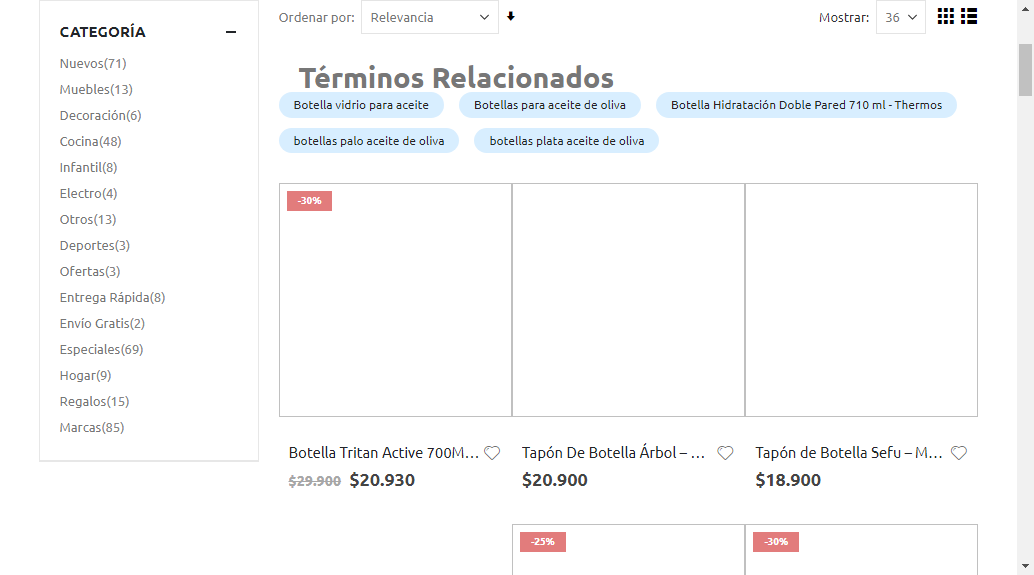 Ordenar por: Relevancia Mostrar: 36
CATEGORÍA
Nuevos(71)
Muebles(13)
Decoración(6)
Cocina(48)
Infantil(8)
Electro(4)
Otros(13)
Deportes(3)
Ofertas(3)
Entrega Rápida(8)
Envío Gratis(2)
Especiales(69)
Hogar(9)
Regalos(15)
Marcas(85)
Términos Relacionados
Botella vidrio para aceite Botellas para aceite de oliva Botella Hidratación Doble Pared 710 ml - Thermos
botellas palo aceite de oliva botellas plata aceite de oliva
-30%
Botella Tritan Active 700M... Tapón De Botella Árbol – ... Tapón de Botella Sefu – M...
$29.900 $20.930 $20.900 $18.900
-25% -30%